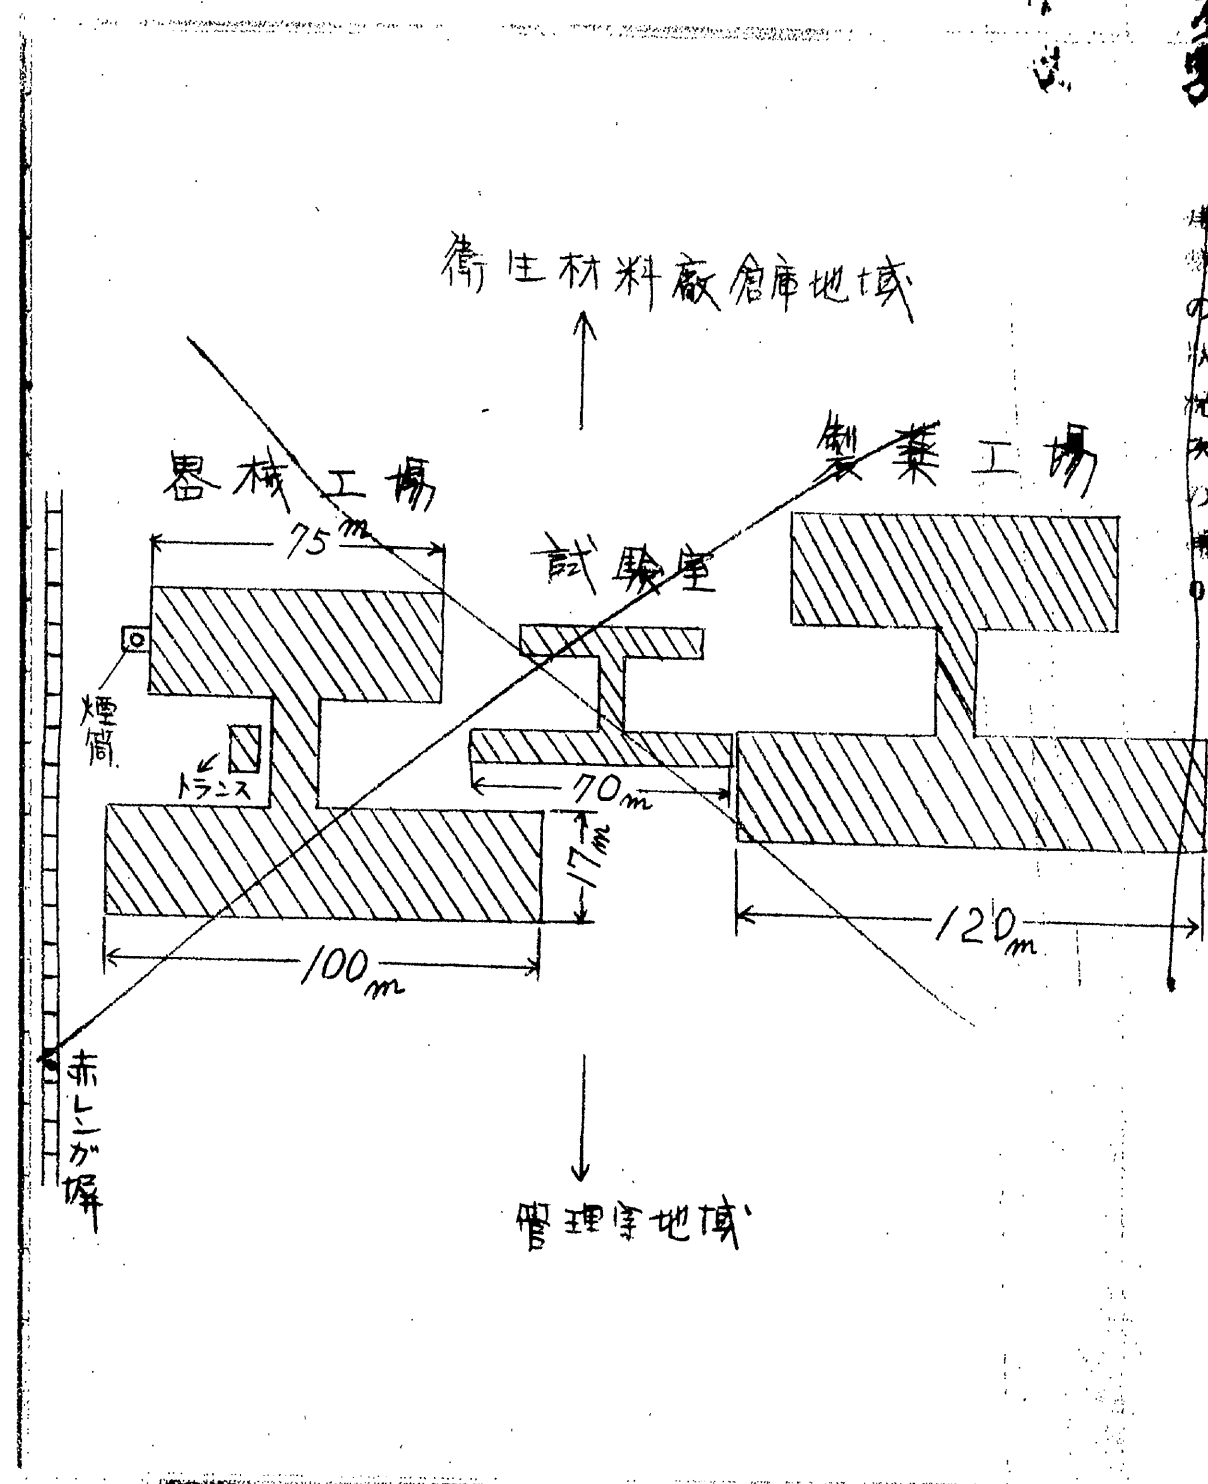 衛生材料廠倉庫地域
製薬工場
器械工場
75m
試験室
煙筒
トランス
70m
17m
120m
100m
赤レンガ塀
管理室地域